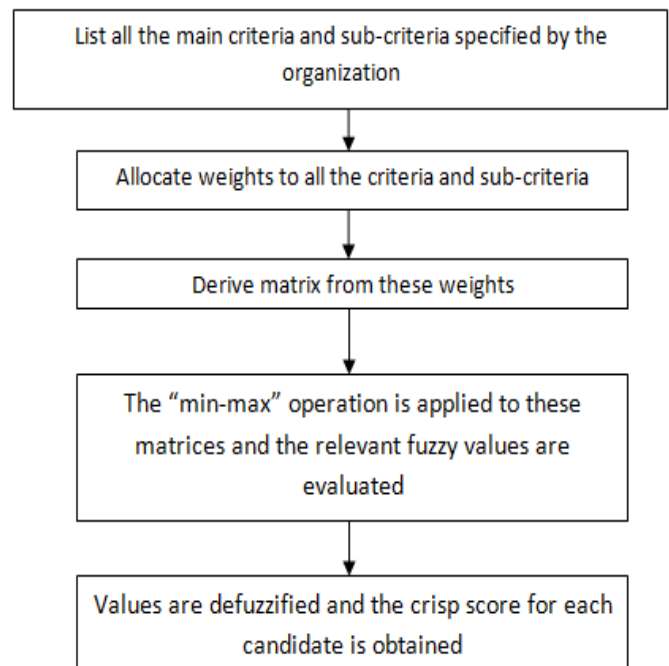 List all the main criteria and sub-criteria specified by the
organization
Allocate weights to all the criteria and sub-criteria
Derive matrix from these weights
The “min-max” operation is applied to these
matrices and the relevant fuzzy values are
evaluated
Values are defuzzified and the crisp score for each
candidate is obtained